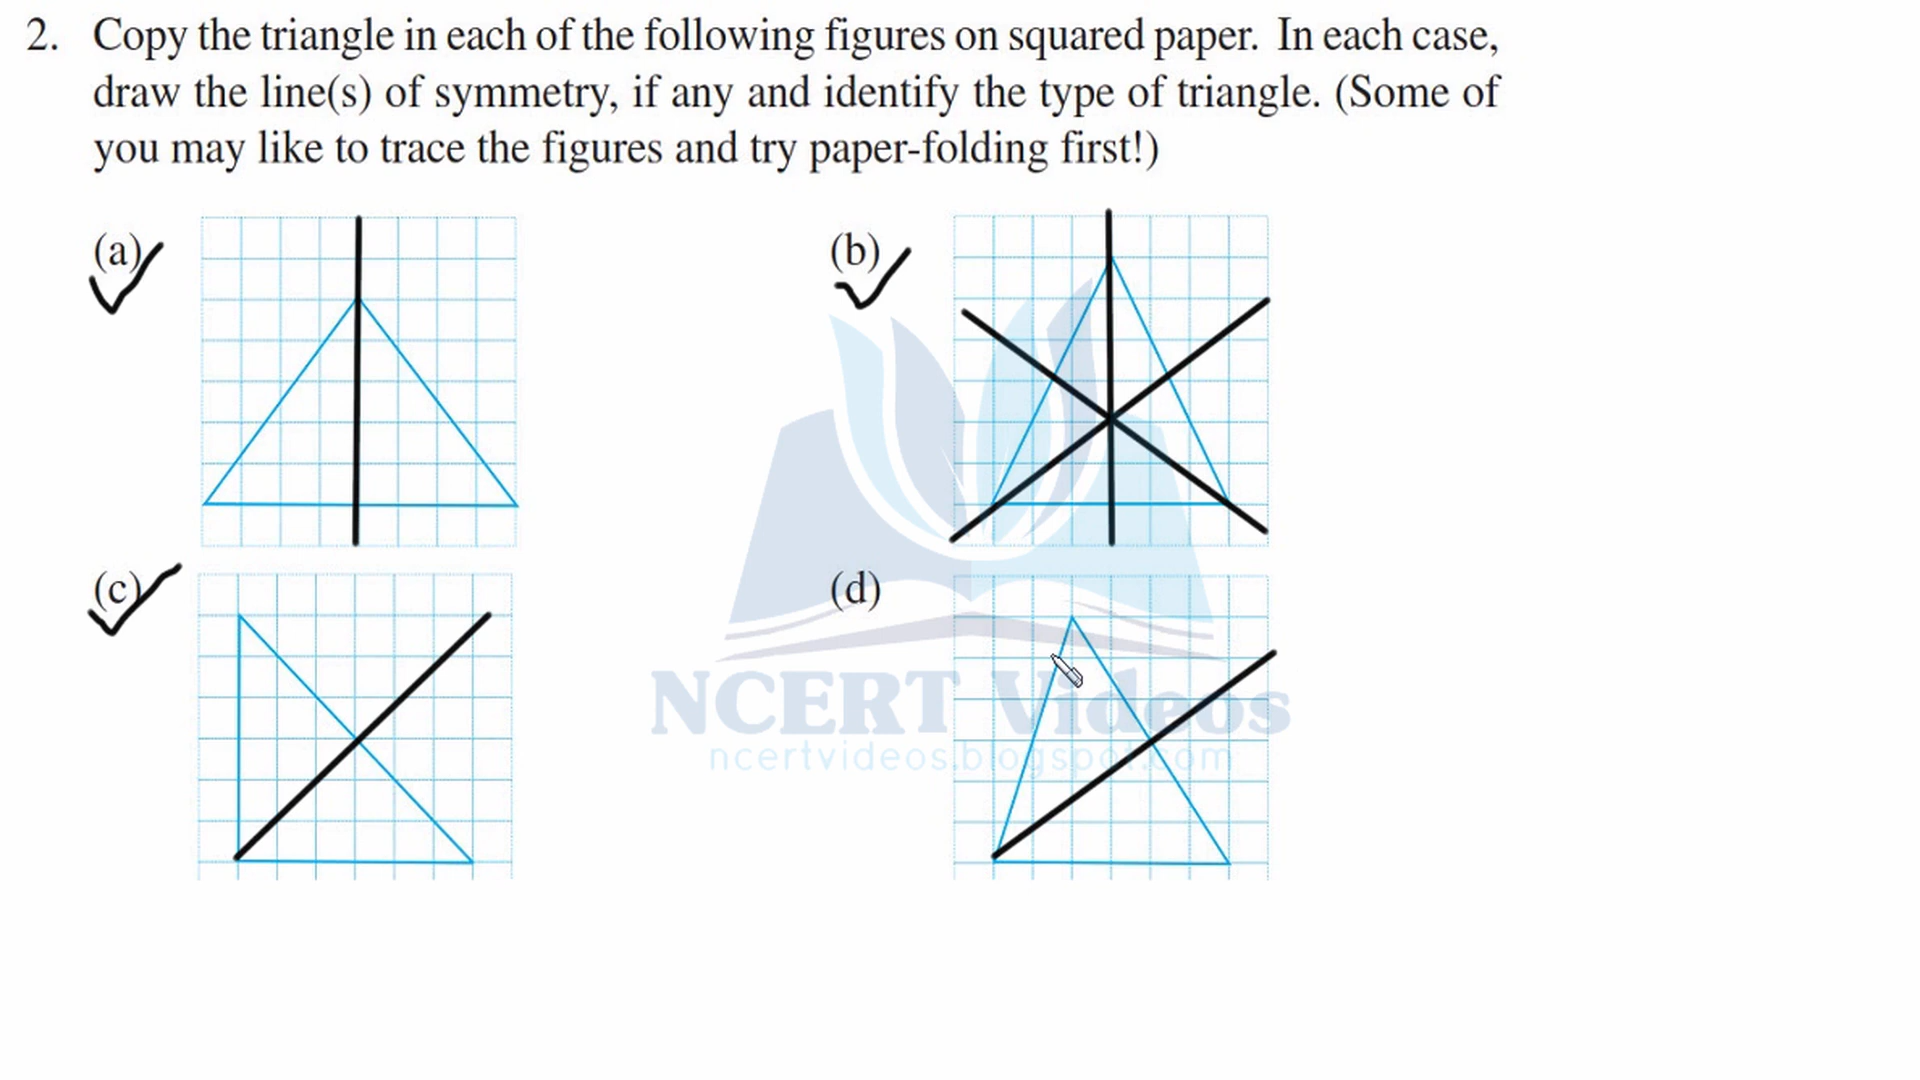 2. Copy the triangle in each of the following figures on squared paper. In each case,
draw the line(s) of symmetry, if any and identify the type of triangle. (Some of
you may like to trace the figures and try paper-folding first!)
(a)
(b)
(c)
(d)
NCERT Videos
ncertvideos.blogspot.com